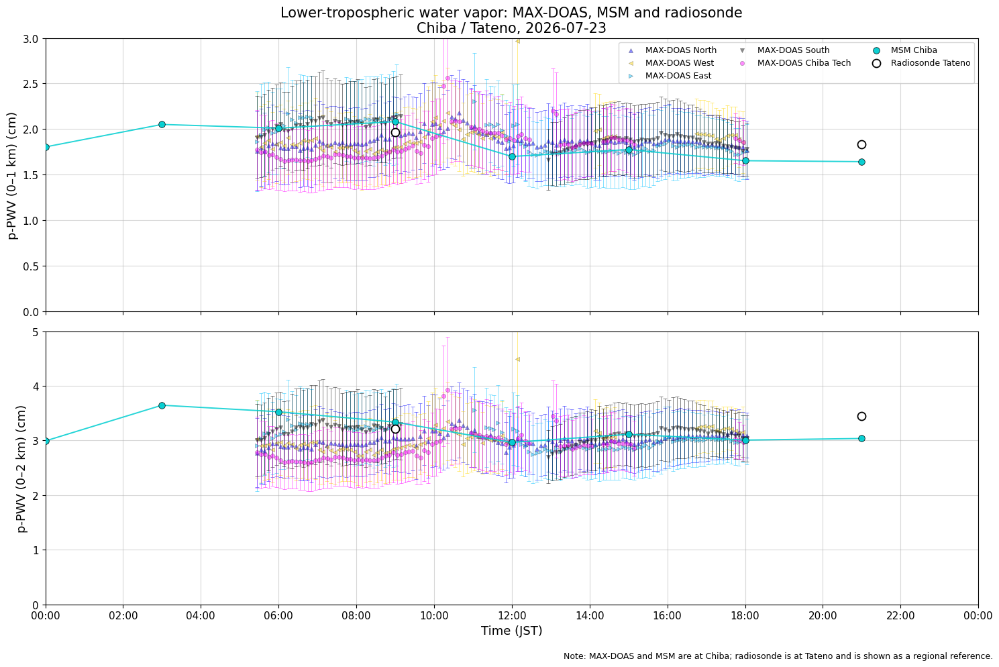 Lower-tropospheric water vapor: MAX-DOAS, MSM and radiosonde
Chiba / Tateno, 2026-07-23
3.0
2.5
2.0
1.5
1.0
0.5
0.0
p-PWV (0–1 km) (cm)
MAX-DOAS North
MAX-DOAS West
MAX-DOAS East
MAX-DOAS South
MAX-DOAS Chiba Tech
MSM Chiba
Radiosonde Tateno
5
4
3
2
1
0
p-PWV (0–2 km) (cm)
00:00 02:00 04:00 06:00 08:00 10:00 12:00 14:00 16:00 18:00 20:00 22:00 00:00
Time (JST)
Note: MAX-DOAS and MSM are at Chiba; radiosonde is at Tateno and is shown as a regional reference.